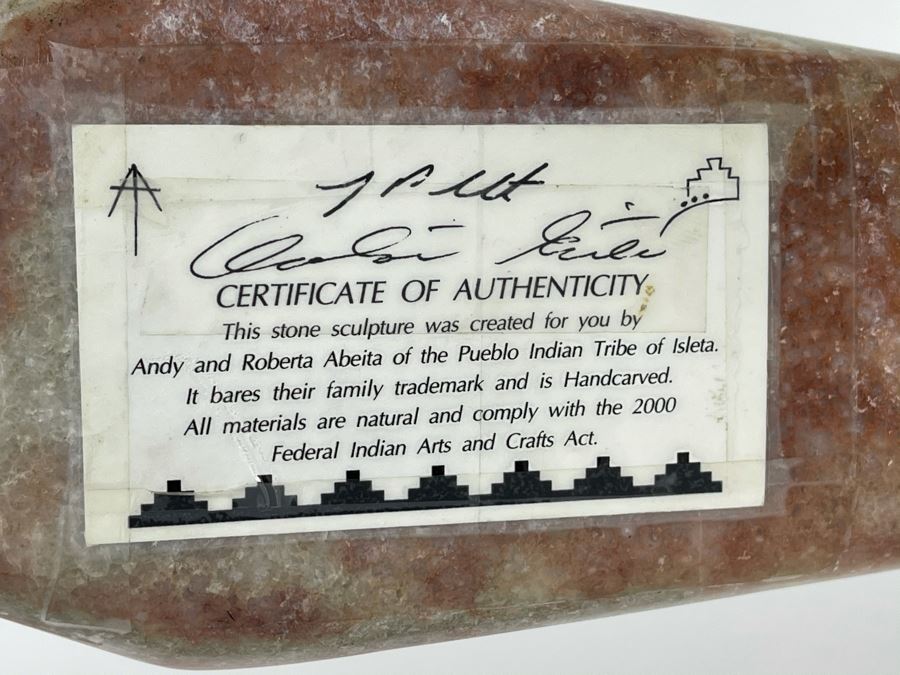 CERTIFICATE OF AUTHENTICITY
This stone sculpture was created for you by
Andy and Roberta Abeita of the Pueblo Indian Tribe of Isleta.
It bares their family trademark and is Handcarved.
All materials are natural and comply with the 2000
Federal Indian Arts and Crafts Act.